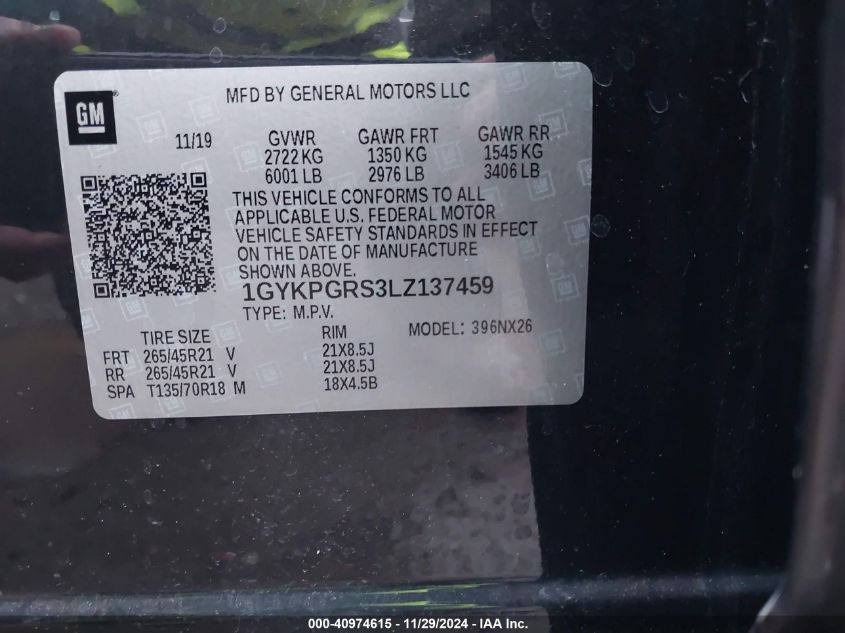 GM
MFD BY GENERAL MOTORS LLC
11/19
GVWR GAWR FRT GAWR RR
2722 KG 1350 KG 1545 KG
6001 LB 2976 LB 3406 LB
THIS VEHICLE CONFORMS TO ALL
APPLICABLE U.S. FEDERAL MOTOR
VEHICLE SAFETY STANDARDS IN EFFECT
ON THE DATE OF MANUFACTURE
SHOWN ABOVE.
1GYKPGRS3LZ137459
TYPE: M.P.V. MODEL: 396NX26
TIRE SIZE RIM
FRT 265/45R21 V 21X8.5J
RR 265/45R21 V 21X8.5J
SPA T135/70R18 M 18X4.5B
000-40974615 - 11/29/2024 - IAA Inc.